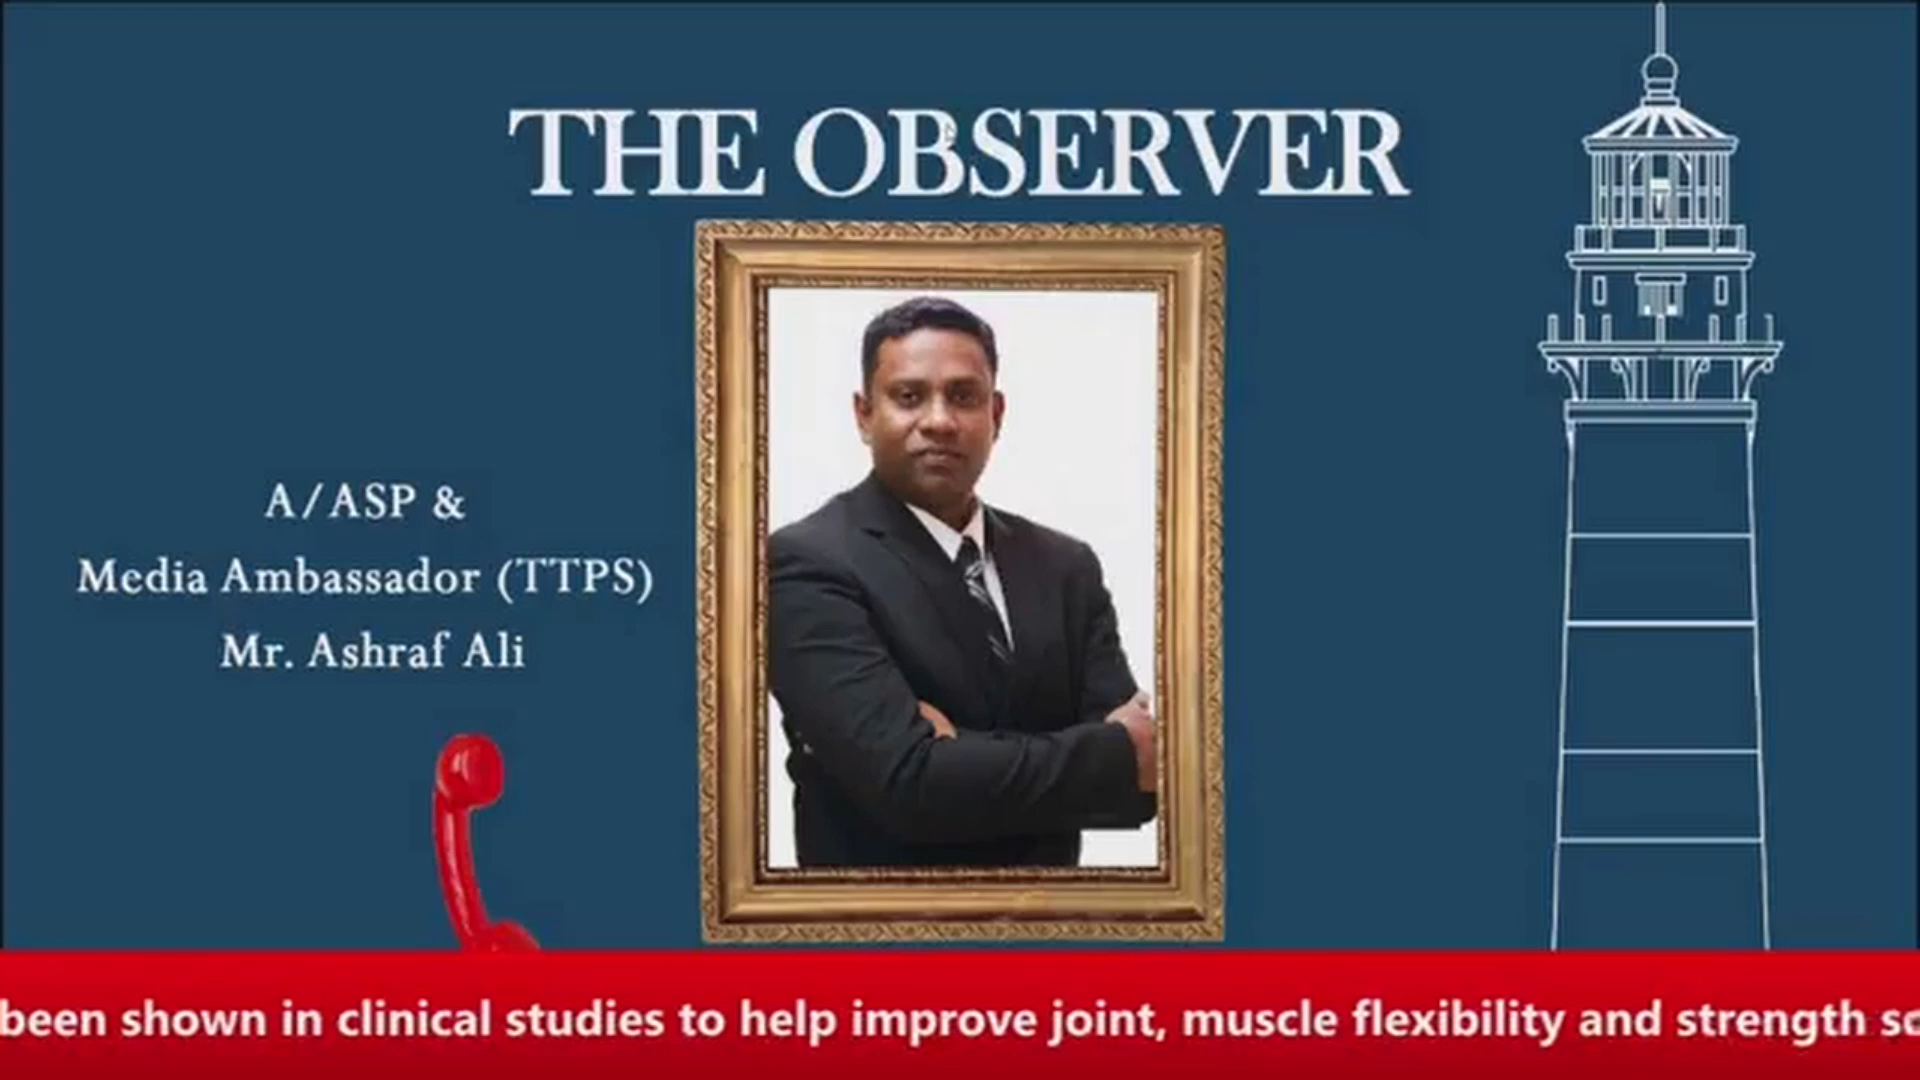 THE OBSERVER
A/ASP &
Media Ambassador (TTPS)
Mr. Ashraf Ali
been shown in clinical studies to help improve joint, muscle flexibility and strength